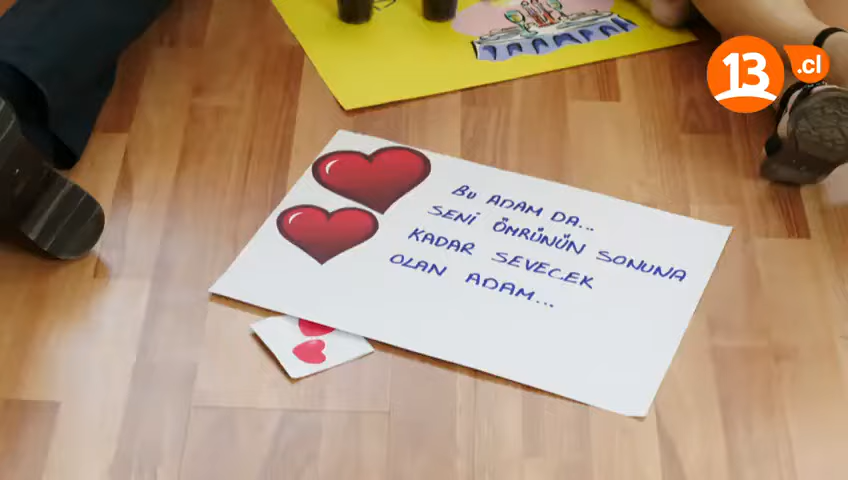 13
.cl
BU ADAM DA...
SENİ ÖMRÜNÜN SONUNA
KADAR SEVECEK
OLAN ADAM...